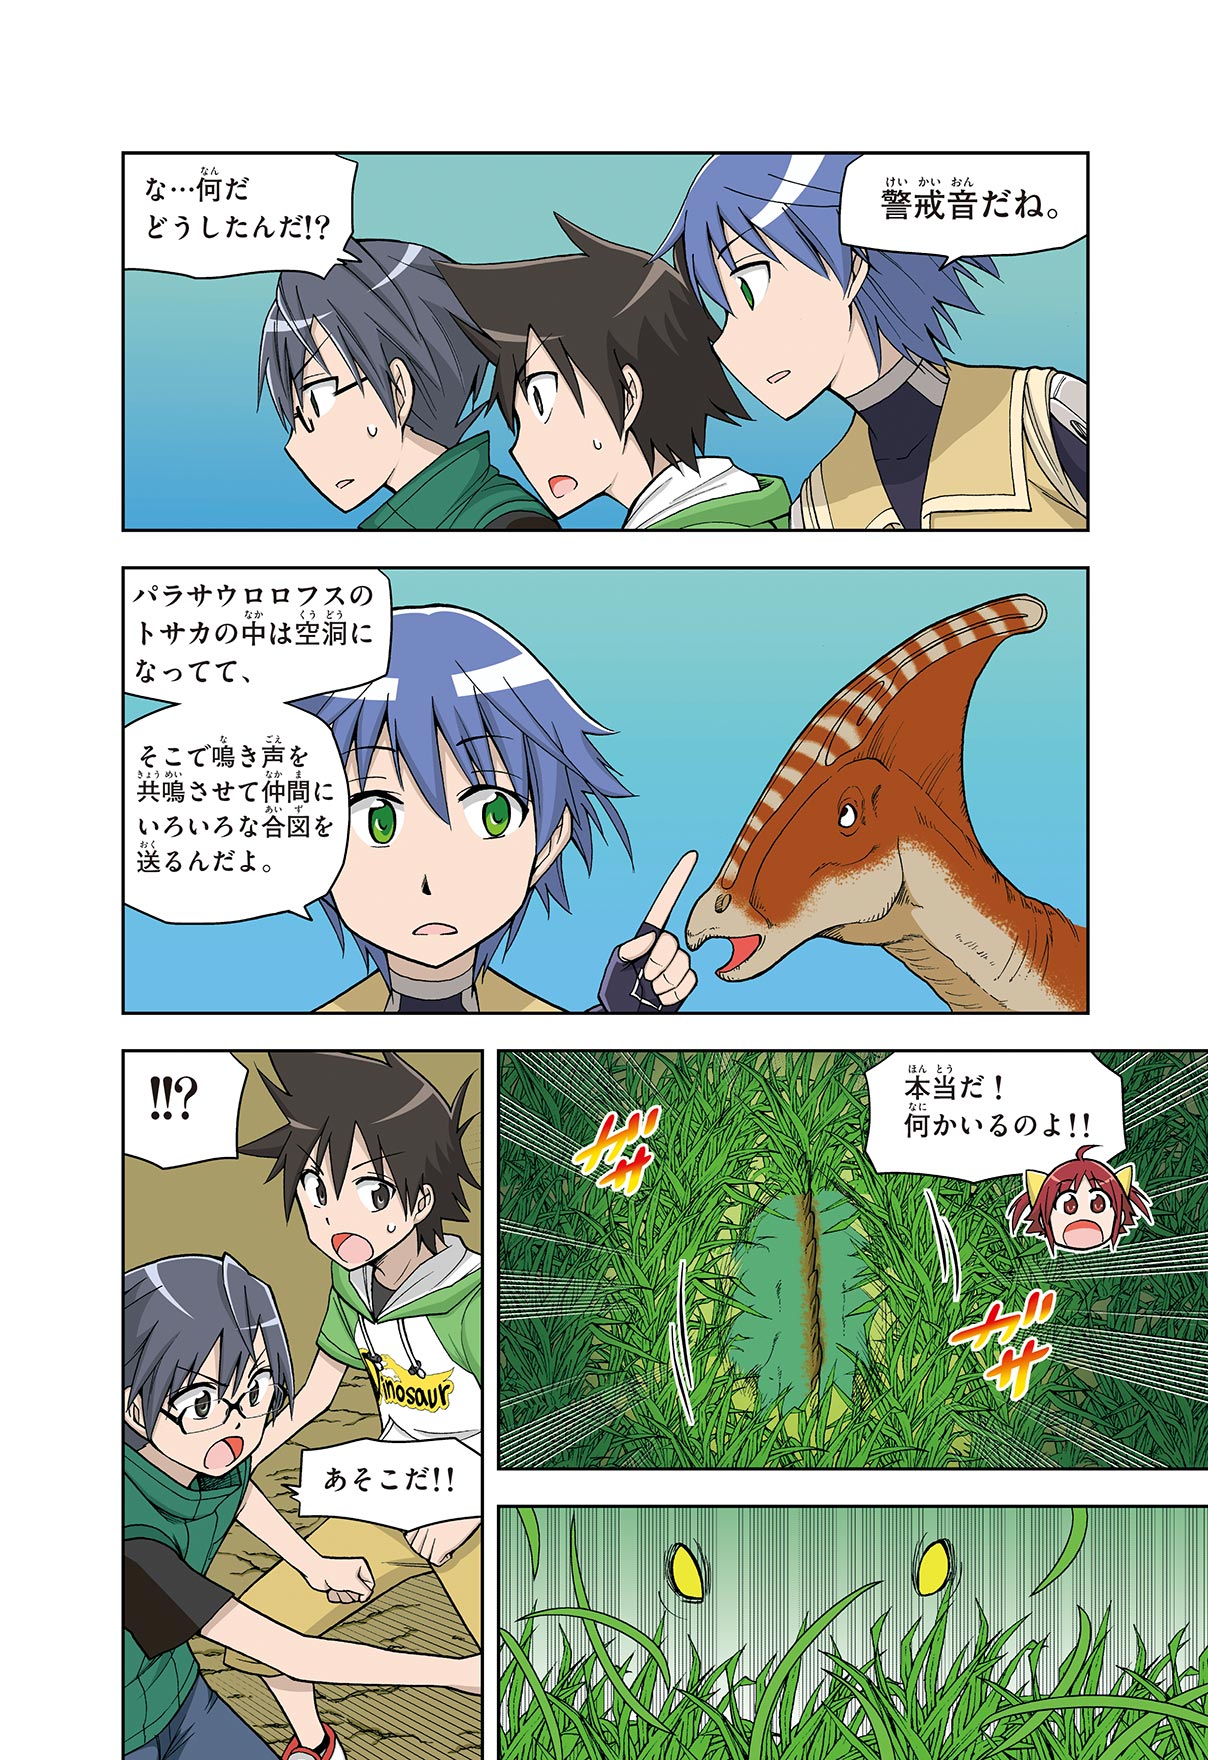 な…何だ
どうしたんだ!?
警戒音だね。
パラサウロロフスの
トサカの中は空洞に
なってて、
そこで鳴き声を
共鳴させて仲間に
いろいろな合図を
送るんだよ。
!!?
Dinosaur
あそこだ!!
本当だ!
何かいるのよ!!
ガサ
ガサ